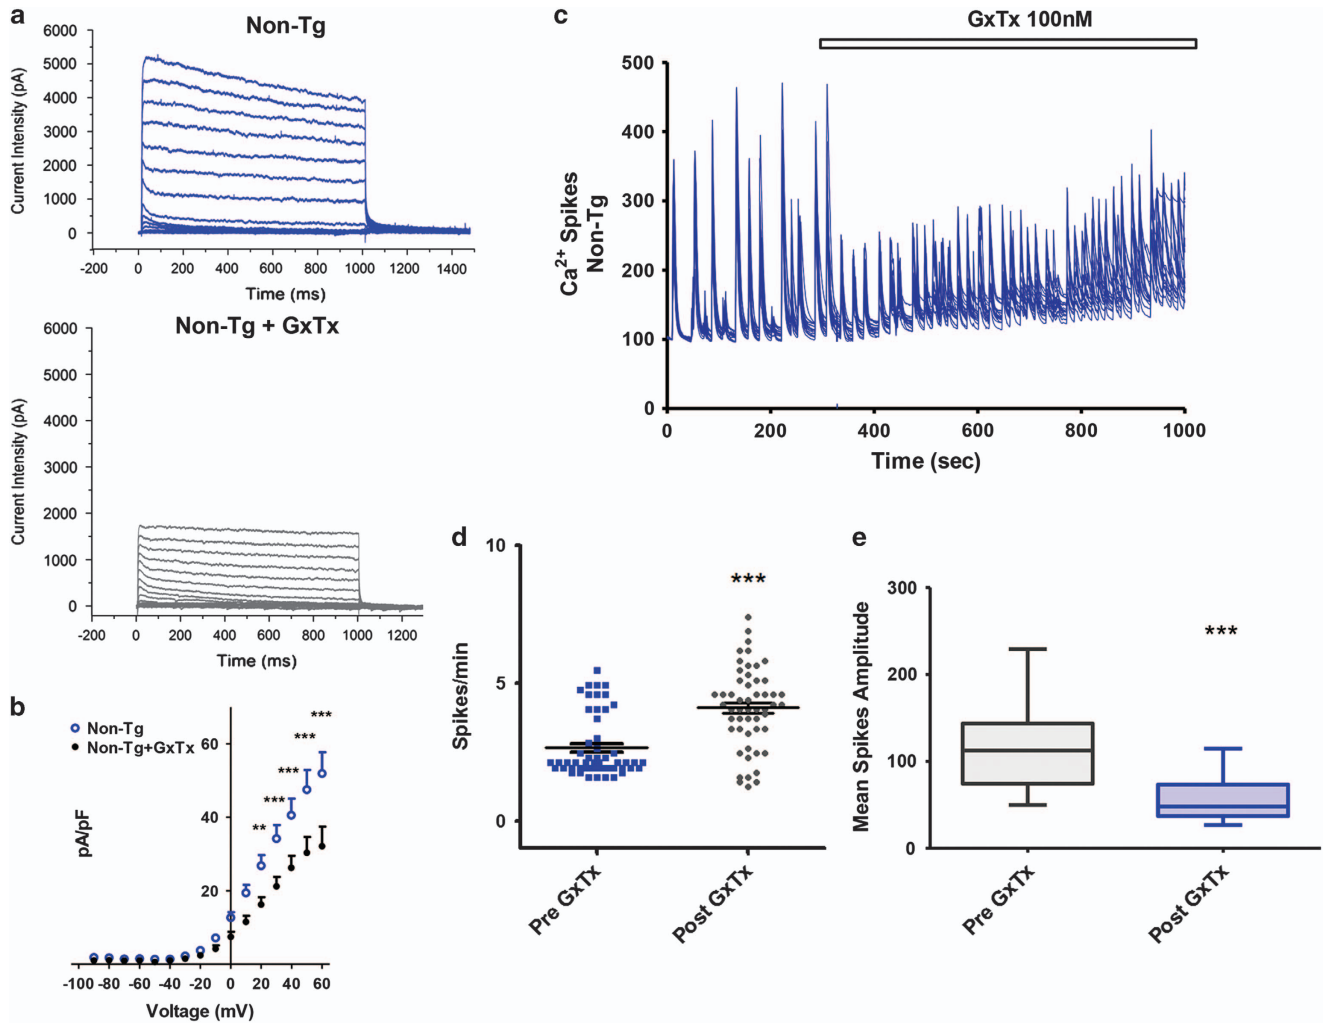 a
Non-Tg
Current Intensity (pA)
6000
5000
4000
3000
2000
1000
0
-200 0 200 400 600 800 1000 1200 1400
Time (ms)
Non-Tg + GxTx
Current Intensity (pA)
6000
5000
4000
3000
2000
1000
0
-200 0 200 400 600 800 1000 1200
Time (ms)
b
Non-Tg
Non-Tg+GxTx
pA/pF
60
40
20
** *** *** *** ***
-100 -80 -60 -40 -20 0 20 40 60
Voltage (mV)
c
GxTx 100nM
Ca2+ Spikes
Non-Tg
500
400
300
200
100
0
0 200 400 600 800 1000
Time (sec)
d
Spikes/min
10
5
0
***
Pre GxTx
Post GxTx
e
Mean Spikes Amplitude
300
200
100
0
***
Pre GxTx
Post GxTx